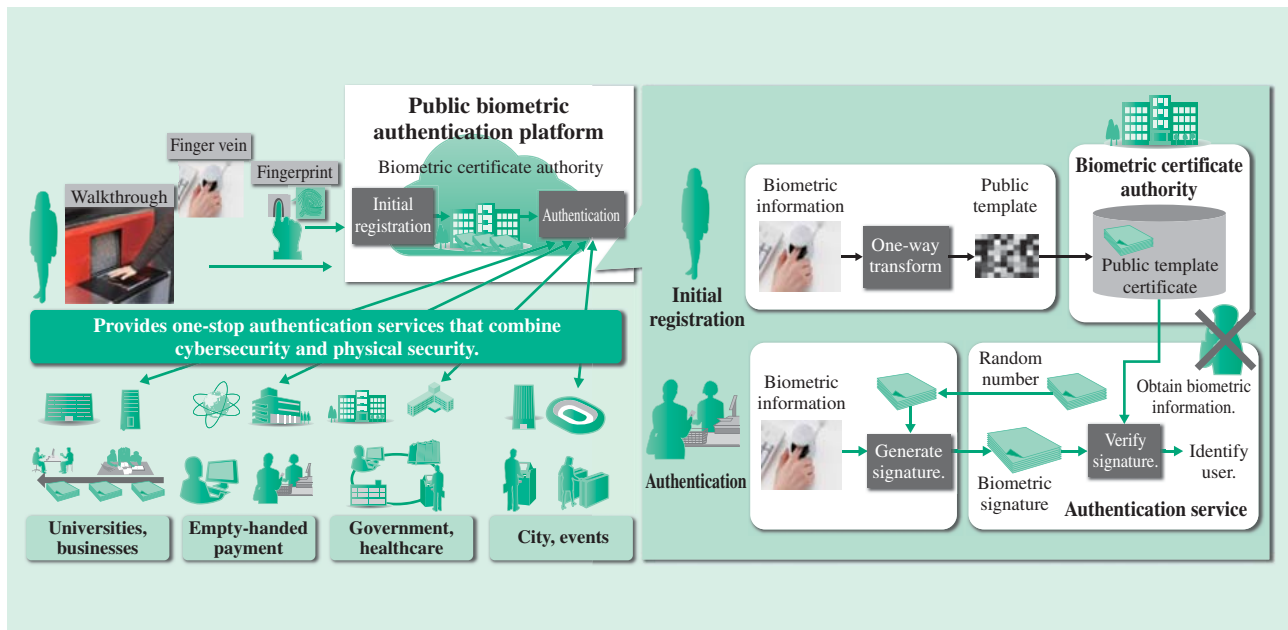 Public biometric
authentication platform
Biometric certificate authority
Finger vein
Fingerprint
Walkthrough
Initial
registration
Authentication
Provides one-stop authentication services that combine
cybersecurity and physical security.
Universities,
businesses
Empty-handed
payment
Government,
healthcare
City, events
Biometric
information
One-way
transform
Public
template
Biometric certificate
authority
Public template
certificate
Initial
registration
Biometric
information
Random
number
Obtain biometric
information.
Generate
signature.
Verify
signature.
Identify
user.
Biometric
signature
Authentication
Authentication service